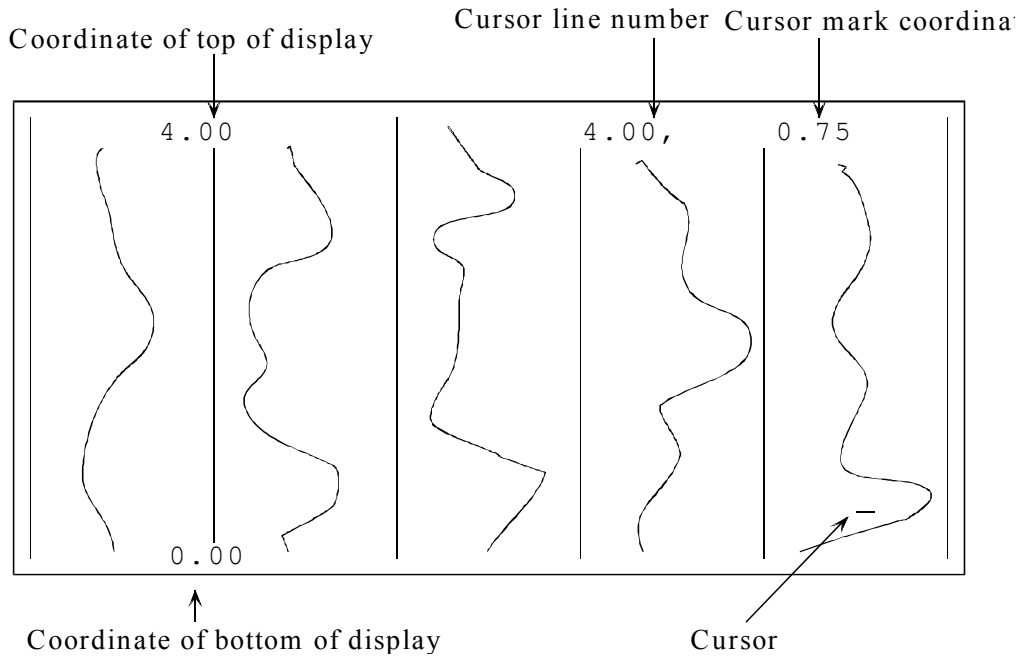 Cursor line number Cursor mark coordinat
Coordinate of top of display
4.00 4.00, 0.75
0.00
Coordinate of bottom of display Cursor